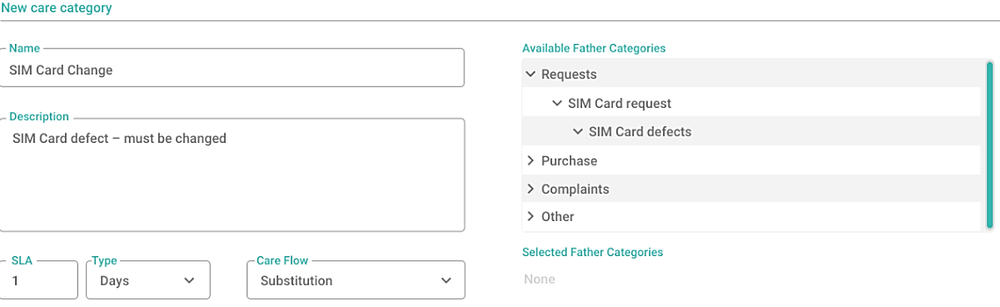 New care category
Name
SIM Card Change
Description
SIM Card defect – must be changed
SLA
1
Type
Days
Care Flow
Substitution
Available Father Categories
Requests
SIM Card request
SIM Card defects
Purchase
Complaints
Other
Selected Father Categories
None